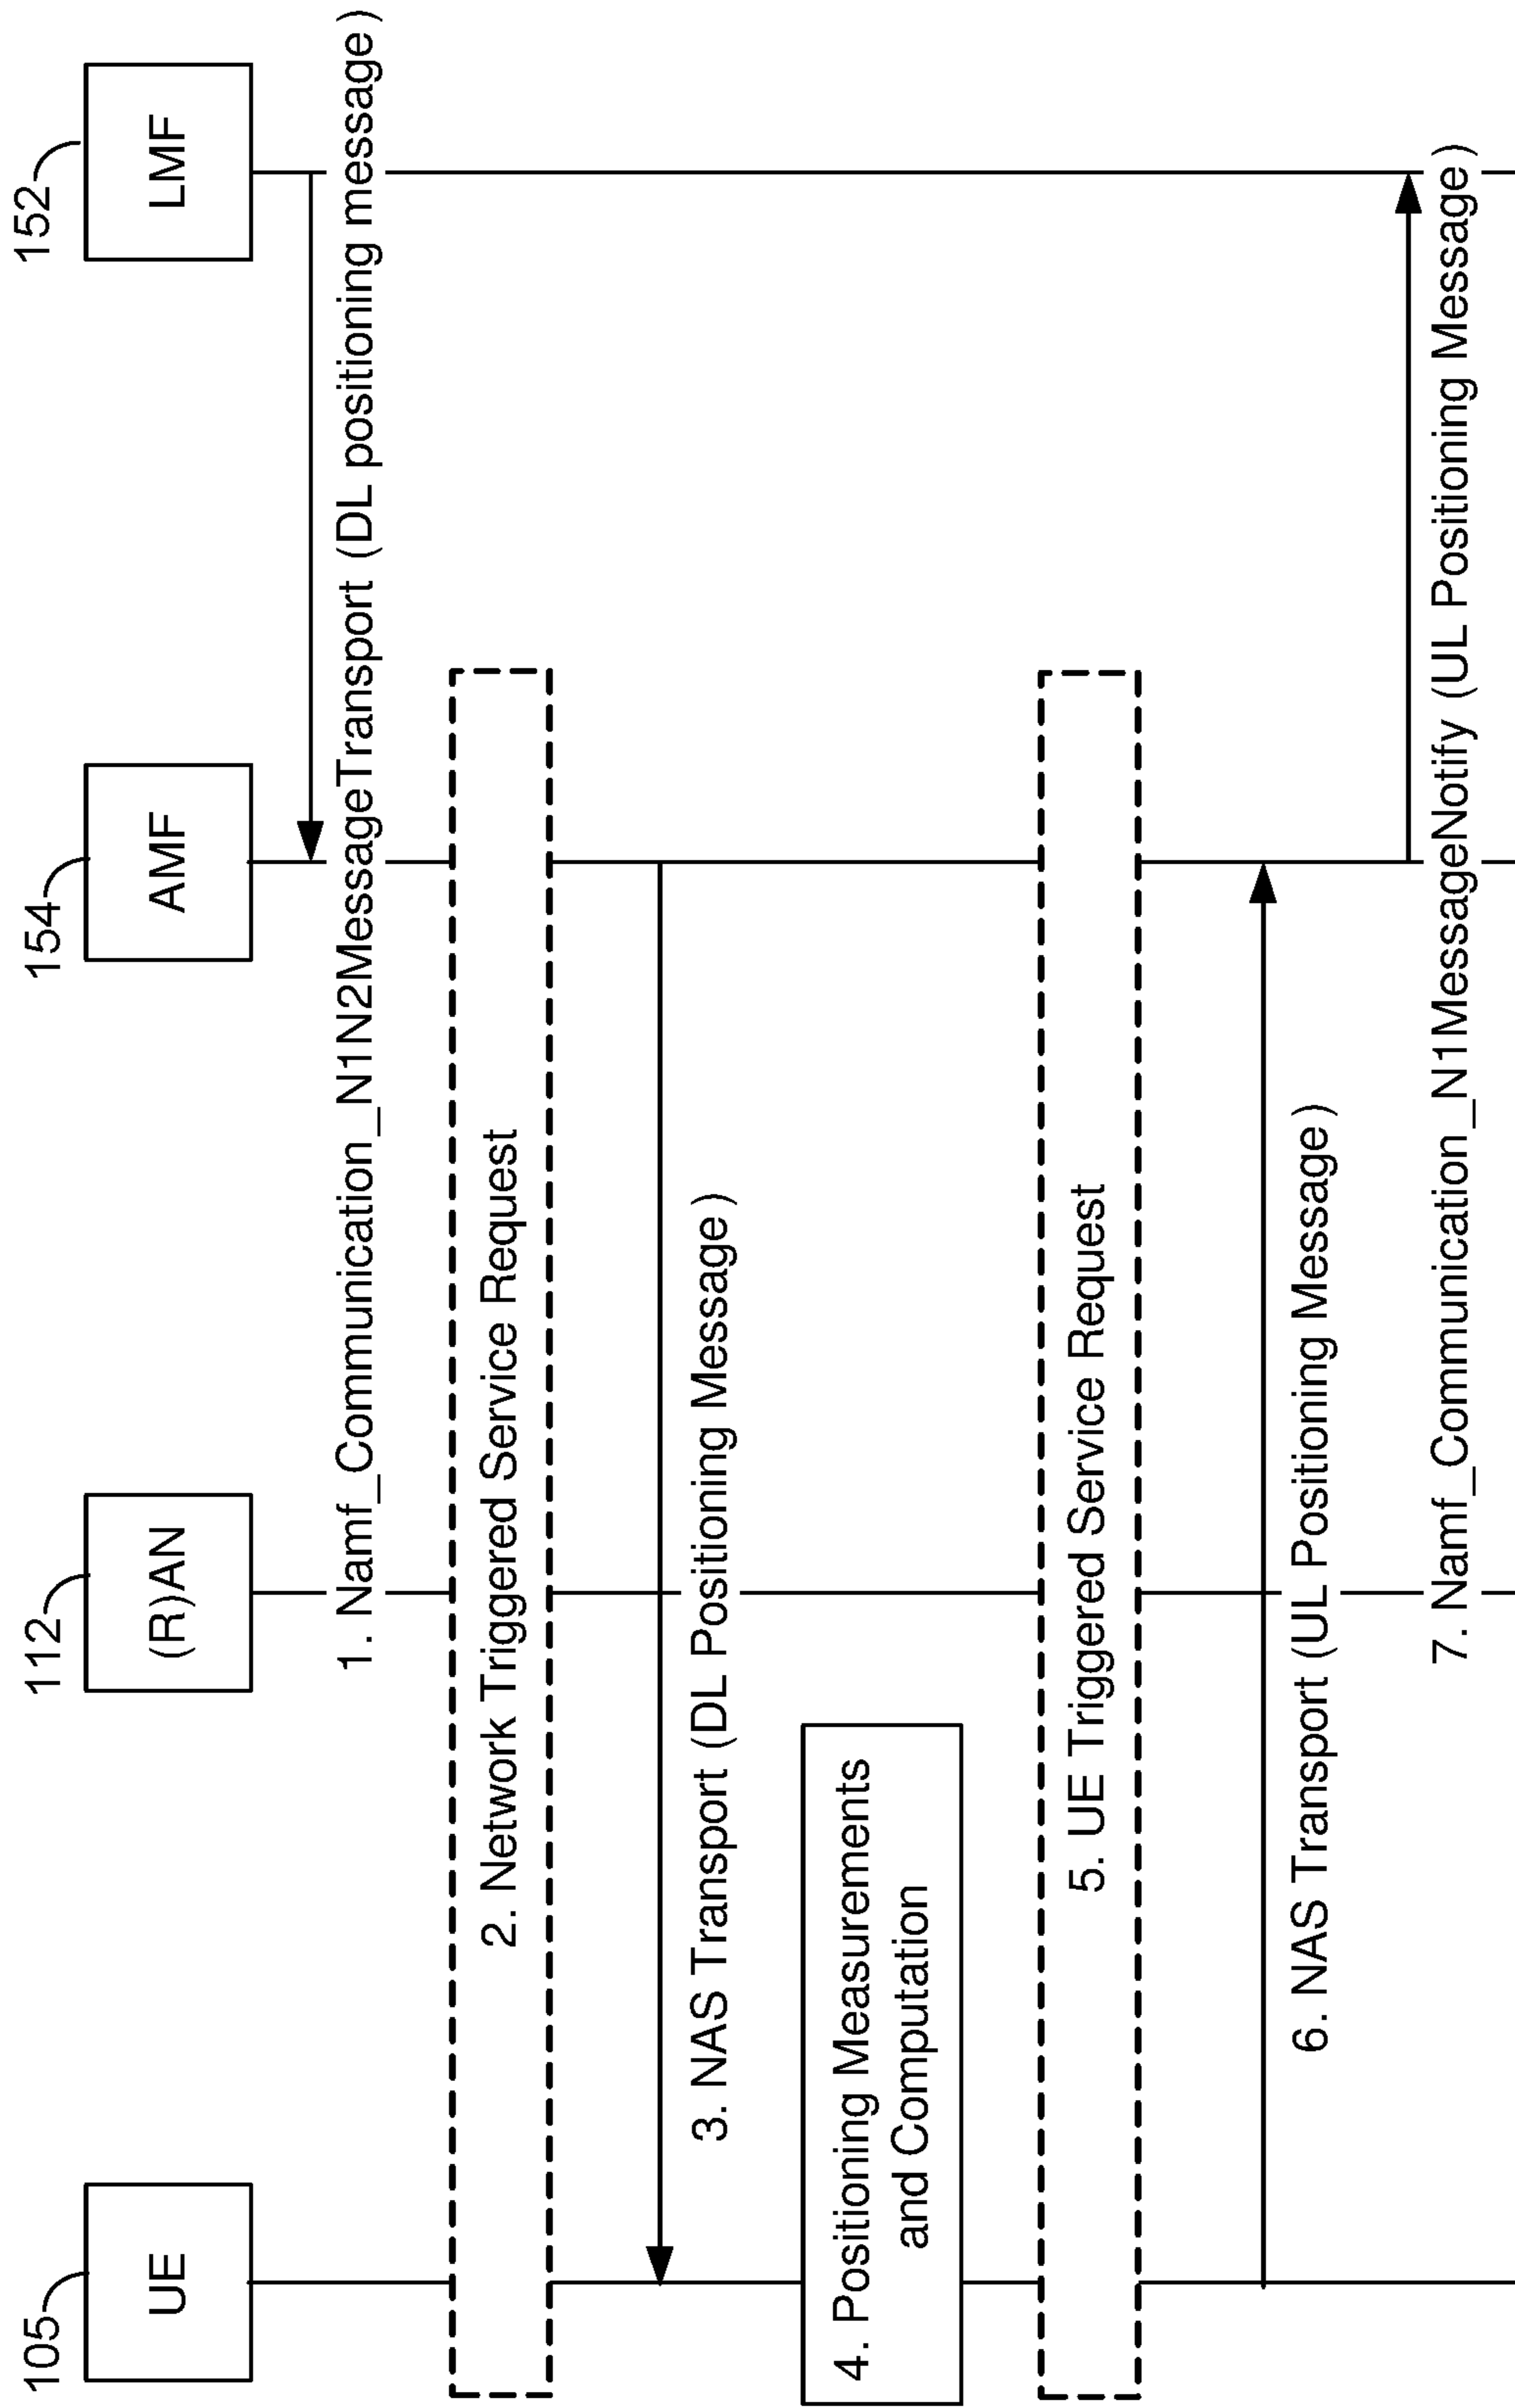 105
112
154
152
UE
(R)AN
AMF
LMF
1. Namf_Communication_N1N2MessageTransport (DL positioning message)
2. Network Triggered Service Request
3. NAS Transport (DL Positioning Message)
4. Positioning Measurements
and Computation
5. UE Triggered Service Request
6. NAS Transport (UL Positioning Message)
7. Namf_Communication_N1MessageNotify (UL Positioning Message)